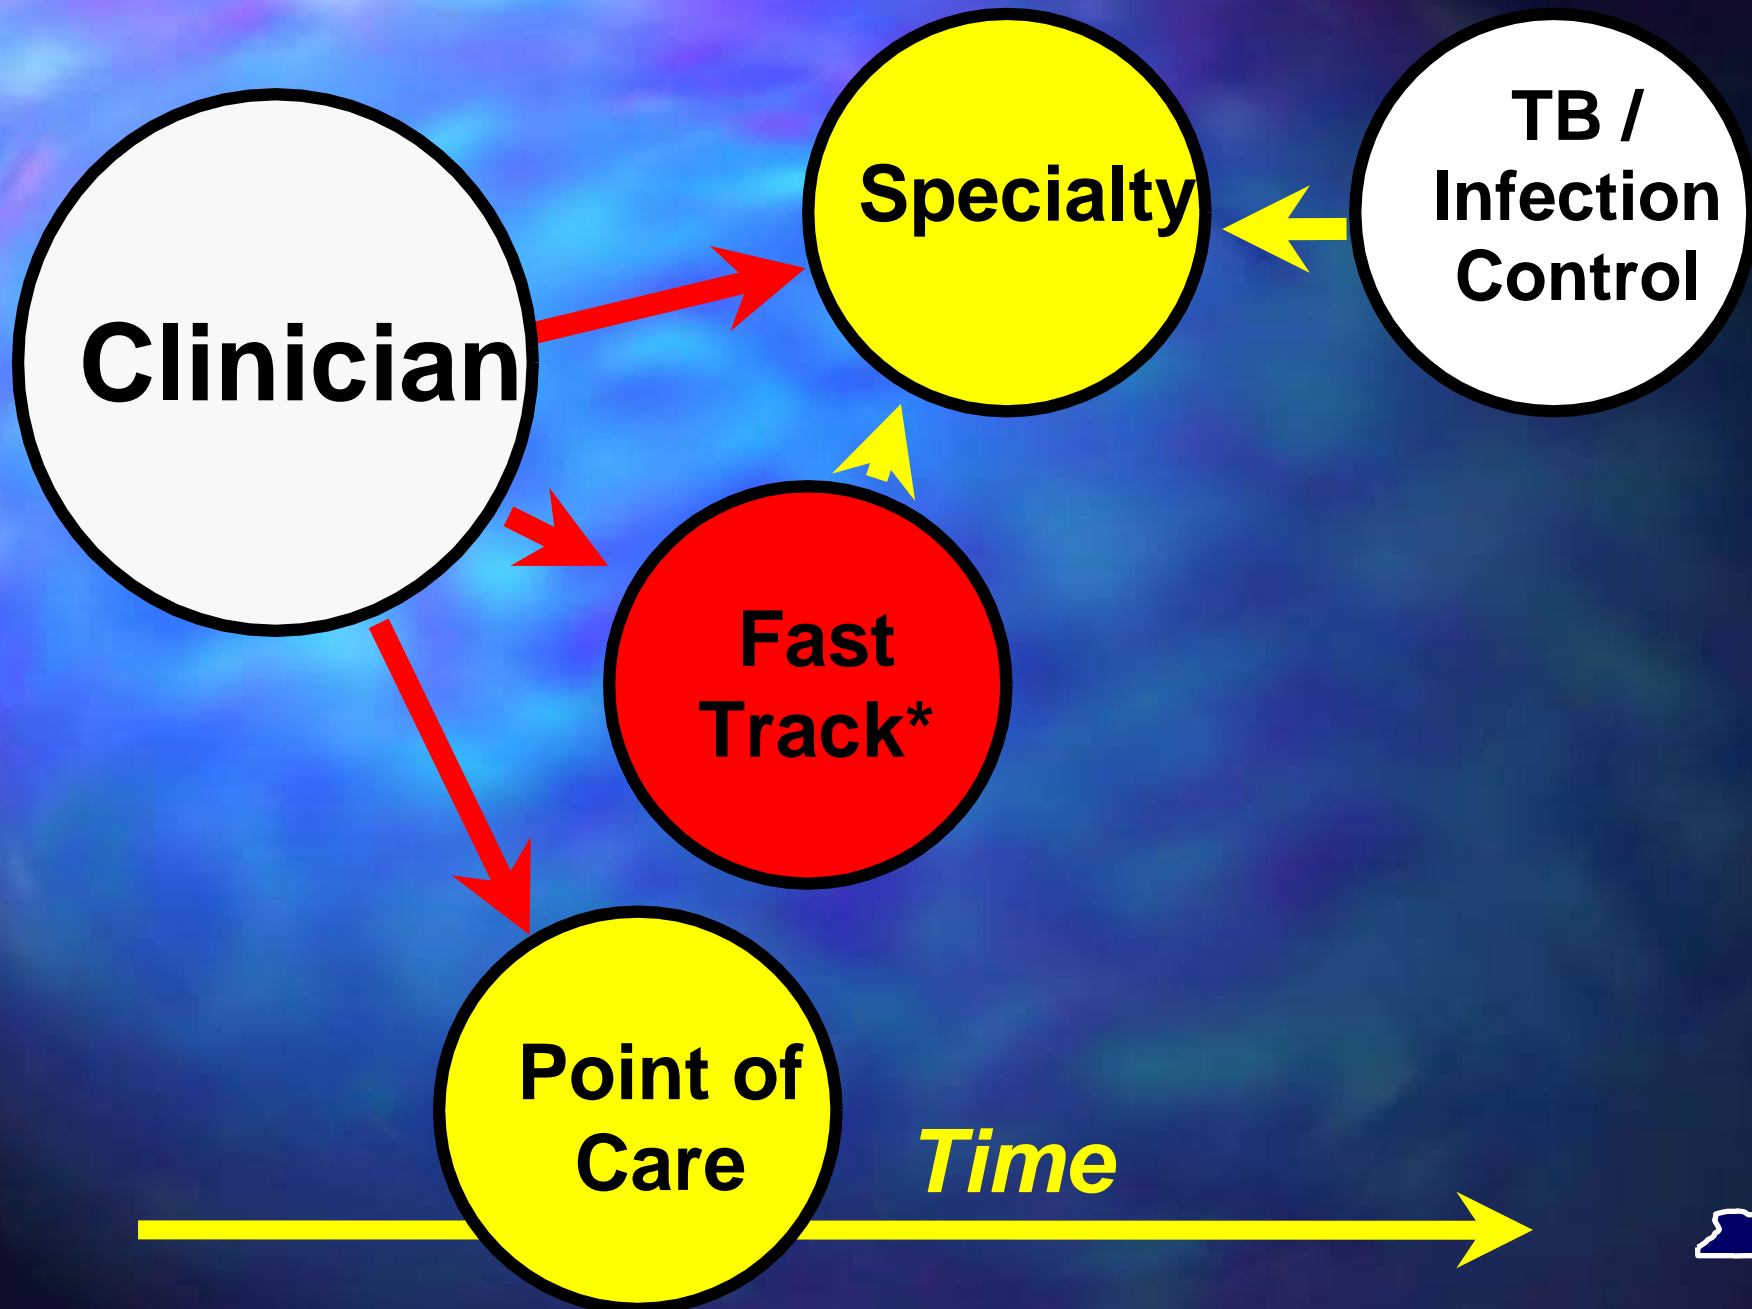 Clinician
Specialty
TB /
Infection
Control
Fast
Track*
Point of
Care
Time